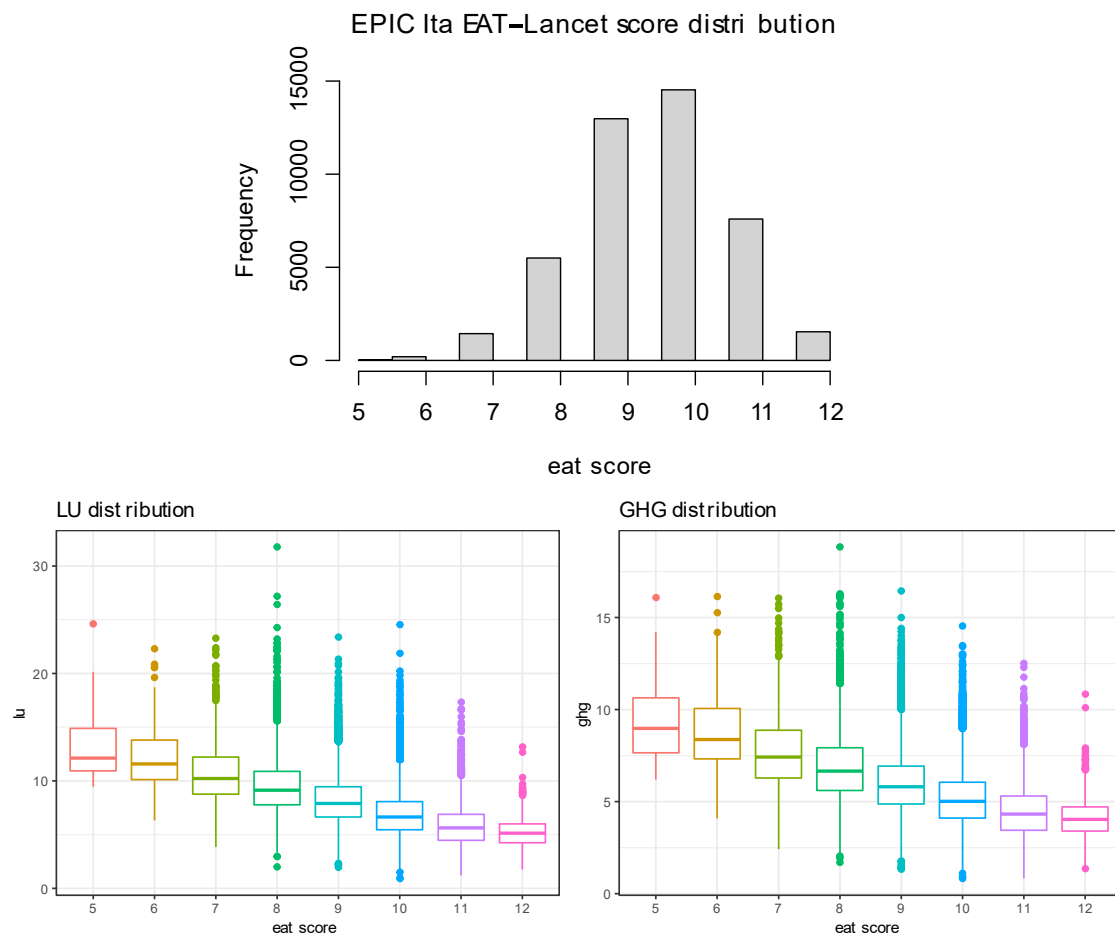 EPIC Ita EAT–Lancet score distri bution
Frequency
15000
10000
5000
0
5 6 7 8 9 10 11 12
eat score
LU dist ribution
lu
30
20
10
0
5 6 7 8 9 10 11 12
eat score
GHG dist ribution
ghg
15
10
5
0
5 6 7 8 9 10 11 12
eat score